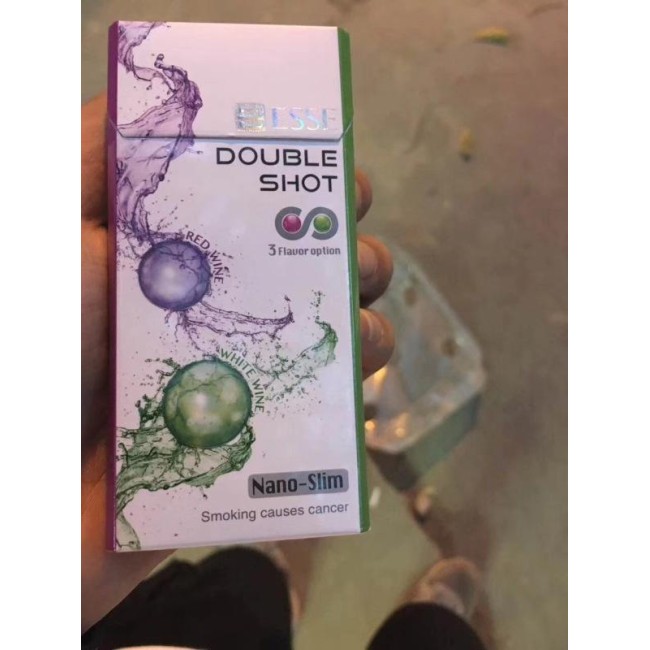 ESSE
DOUBLE
SHOT
3 Flavor option
RED WINE
WHITE WINE
Nano-Slim
Smoking causes cancer